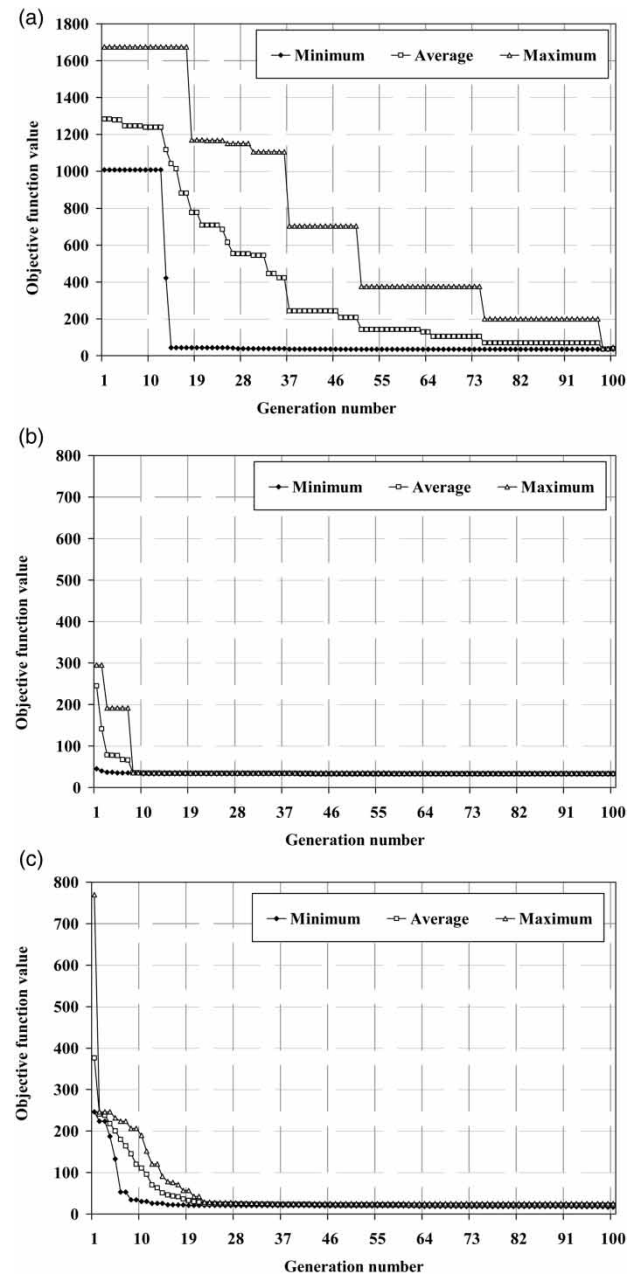 (a)
1800
1600
1400
1200
1000
800
600
400
200
0
Objective function value
Minimum Average Maximum
1 10 19 28 37 46 55 64 73 82 91 100
Generation number
(b)
800
700
600
500
400
300
200
100
0
Objective function value
Minimum Average Maximum
1 10 19 28 37 46 55 64 73 82 91 100
Generation number
(c)
800
700
600
500
400
300
200
100
0
Objective function value
Minimum Average Maximum
1 10 19 28 37 46 55 64 73 82 91 100
Generation number